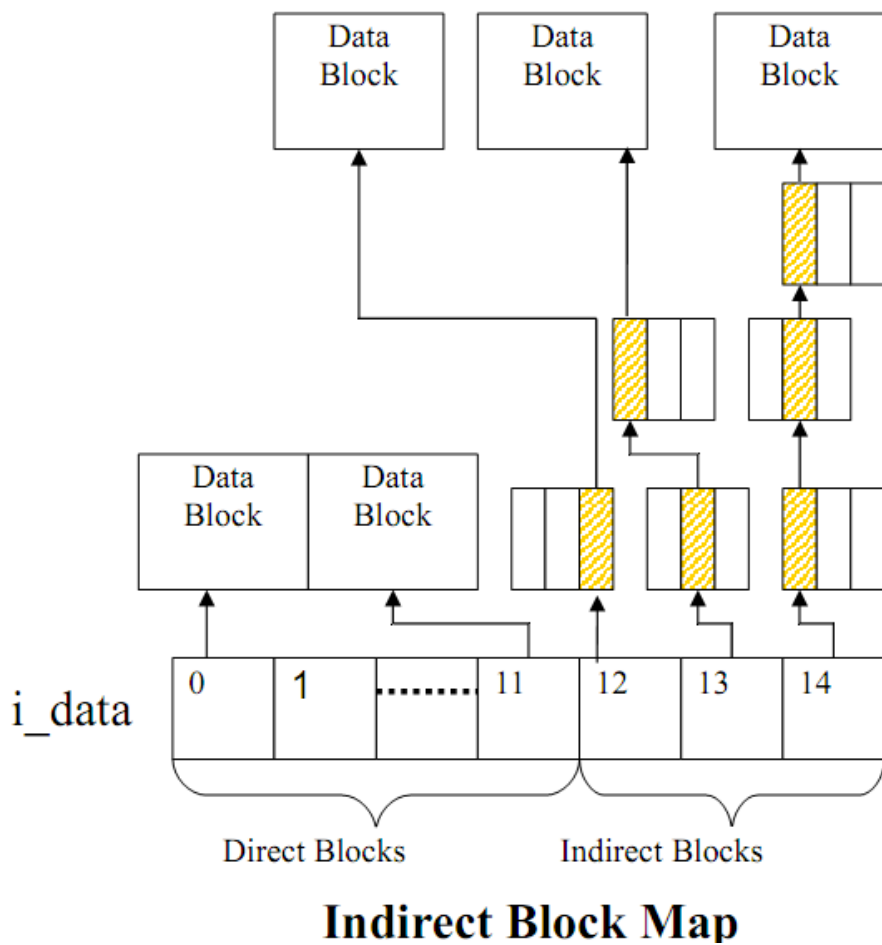 Data
Block
Data
Block
Data
Block
Data
Block
Data
Block
i_data
0
1
11
12
13
14
Direct Blocks
Indirect Blocks
Indirect Block Map